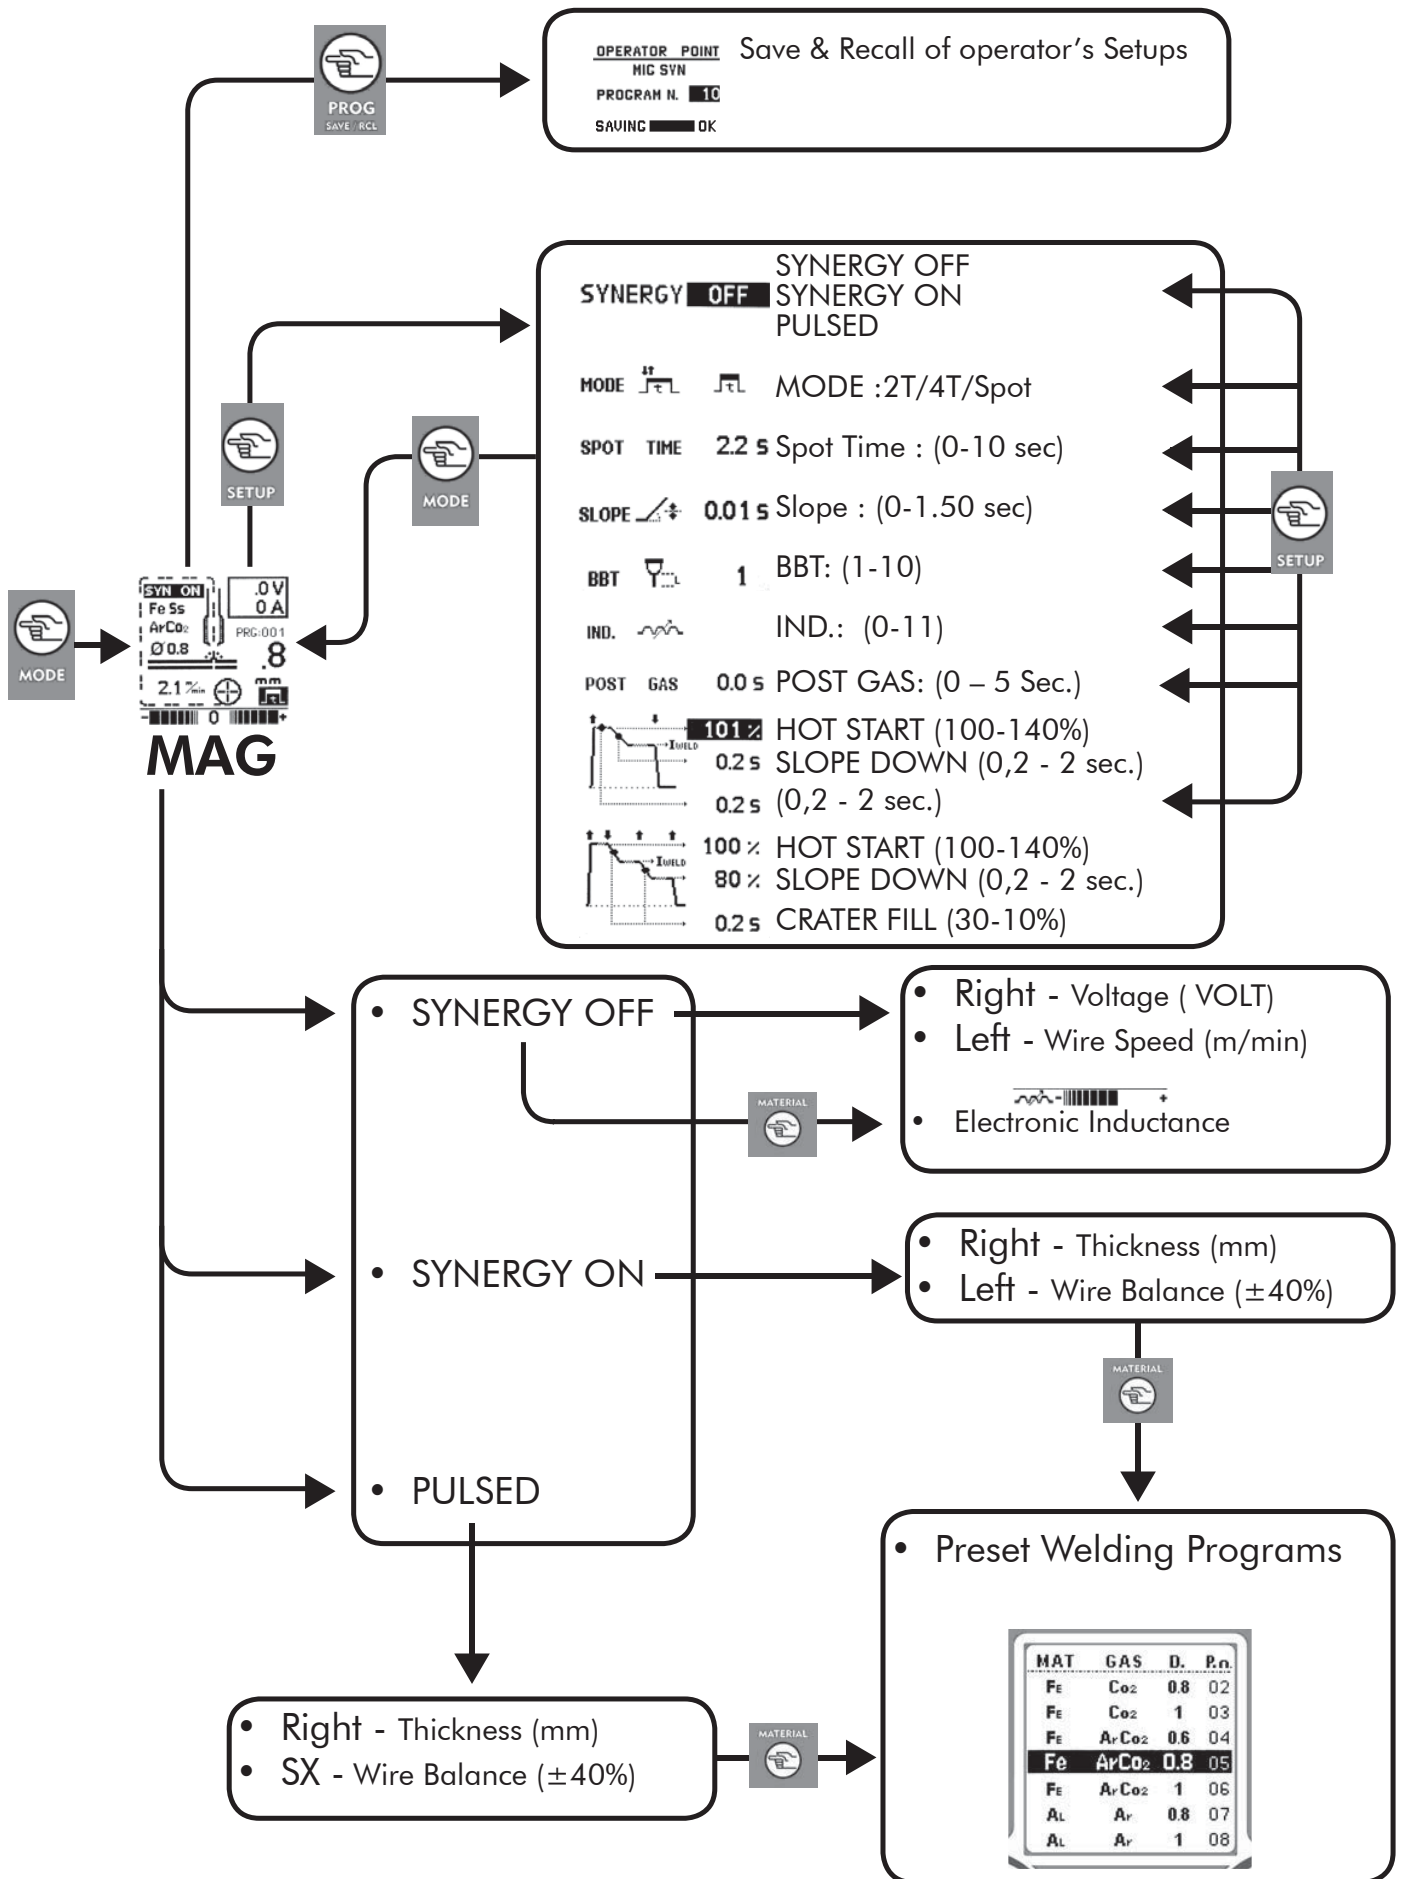 OPERATOR POINT
MIG SYN
PROGRAM N. 10
SAVING OK
Save & Recall of operator's Setups
PROG
SAVE / RCL
SYNERGY OFF
SYNERGY OFF
SYNERGY ON
PULSED
MODE
MODE :2T/4T/Spot
SPOT TIME 2.2 s
Spot Time : (0-10 sec)
SLOPE 0.01 s
Slope : (0-1.50 sec)
BBT L 1
BBT: (1-10)
IND.
IND.: (0-11)
POST GAS 0.0 s
POST GAS: (0 – 5 Sec.)
101 % HOT START (100-140%)
IWELD
0.2 s SLOPE DOWN (0,2 - 2 sec.)
0.2 s (0,2 - 2 sec.)
100 % HOT START (100-140%)
IWELD
80 % SLOPE DOWN (0,2 - 2 sec.)
0.2 s CRATER FILL (30-10%)
SETUP
SETUP
MODE
MODE
SYN ON
.0 V
0 A
Fe Ss
ArCo2
Ø 0.8
PRG:001
.8
mm
2.1 m/min
- 0 +
MAG
• SYNERGY OFF
• Right - Voltage ( VOLT)
• Left - Wire Speed (m/min)
- +
• Electronic Inductance
MATERIAL
• SYNERGY ON
• Right - Thickness (mm)
• Left - Wire Balance (±40%)
MATERIAL
• PULSED
• Right - Thickness (mm)
• SX - Wire Balance (±40%)
MATERIAL
• Preset Welding Programs
MAT GAS D. P.n.
FE Co2 0.8 02
FE Co2 1 03
FE ArCo2 0.6 04
Fe ArCo2 0.8 05
FE ArCo2 1 06
AL Ar 0.8 07
AL Ar 1 08